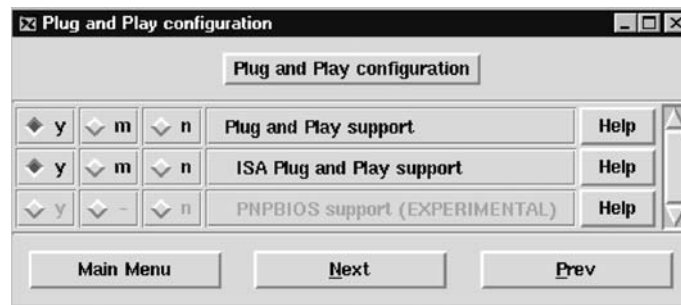 Plug and Play configuration
Plug and Play configuration
y m n Plug and Play support Help
y m n ISA Plug and Play support Help
y - n PNPBIOS support (EXPERIMENTAL) Help
Main Menu Next Prev